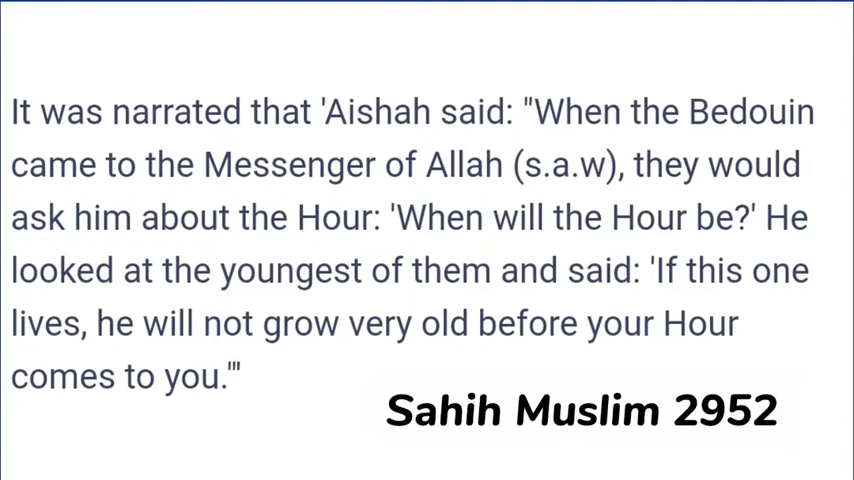 It was narrated that 'Aishah said: "When the Bedouin
came to the Messenger of Allah (s.a.w), they would
ask him about the Hour: 'When will the Hour be?' He
looked at the youngest of them and said: 'If this one
lives, he will not grow very old before your Hour
comes to you.'"
Sahih Muslim 2952